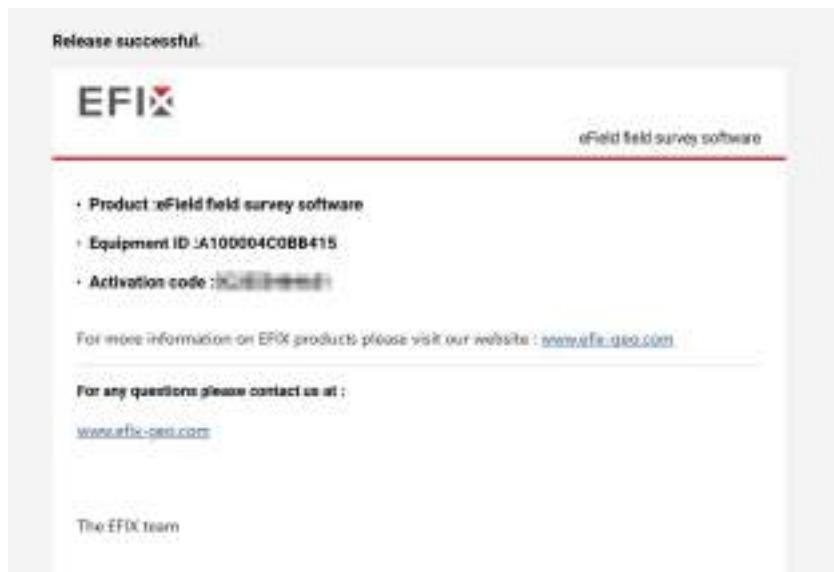 Release successful.
EFIX
eField field survey software
• Product :eField field survey software
• Equipment ID :A100004C0BB415
• Activation code :
For more information on EFIX products please visit our website : www.efix-geo.com
For any questions please contact us at :
www.efix-geo.com
The EFIX team